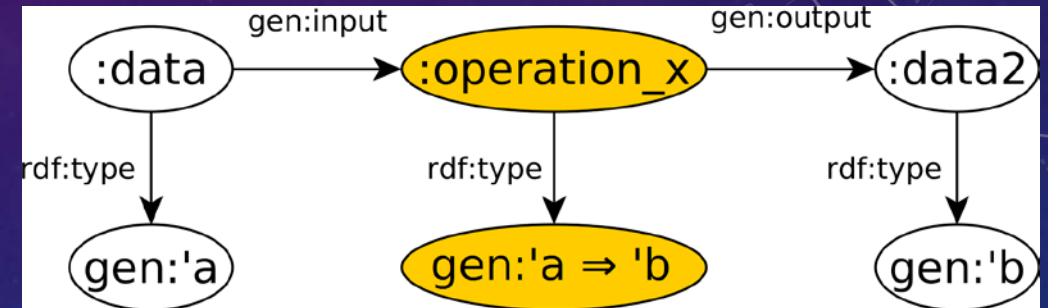 gen:input
gen:output
:data
:operation_x
:data2
rdf:type
rdf:type
rdf:type
gen:'a
gen:'a ⇒ 'b
gen:'b